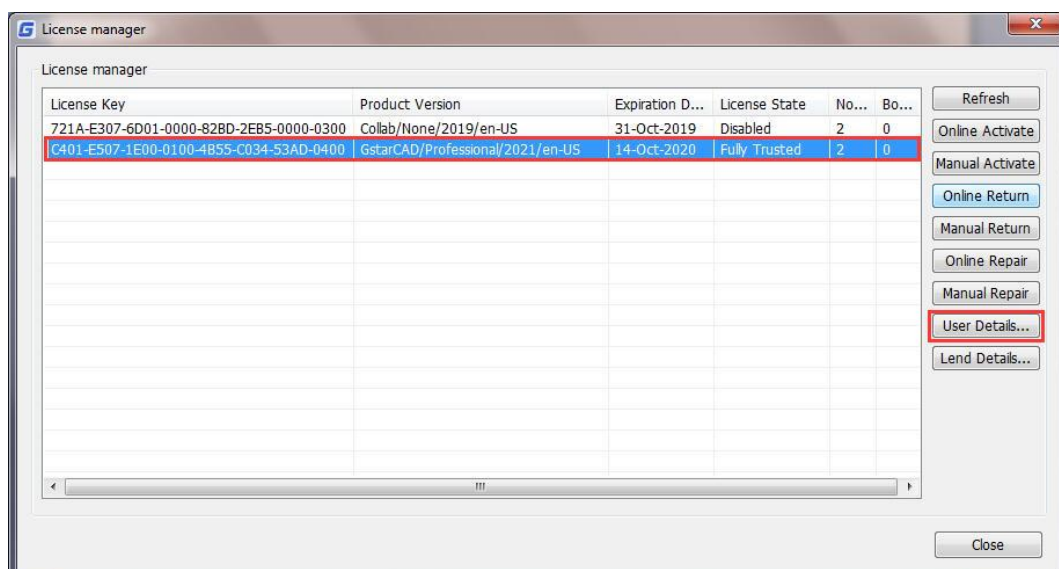 License manager
License manager
License Key Product Version Expiration D... License State No... Bo...
721A-E307-6D01-0000-82BD-2EB5-0000-0300 Collab/None/2019/en-US 31-Oct-2019 Disabled 2 0
C401-E507-1E00-0100-4B55-C034-53AD-0400 GstarCAD/Professional/2021/en-US 14-Oct-2020 Fully Trusted 2 0
Refresh
Online Activate
Manual Activate
Online Return
Manual Return
Online Repair
Manual Repair
User Details...
Lend Details...
Close